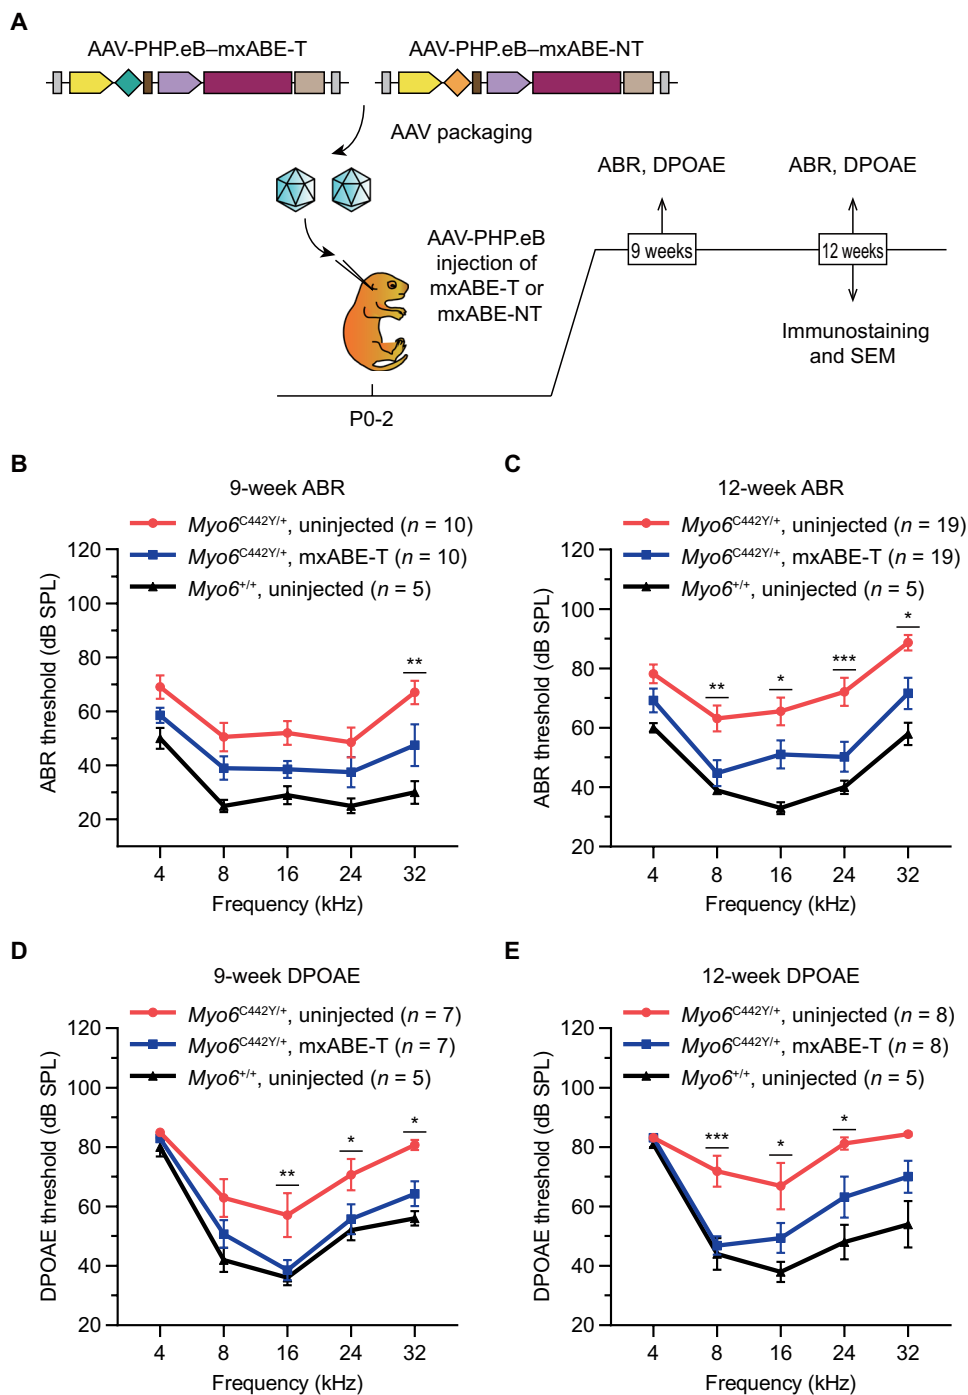 A
AAV-PHP.eB–mxABE-T
AAV-PHP.eB–mxABE-NT
AAV packaging
AAV-PHP.eB
injection of
mxABE-T or
mxABE-NT
P0-2
ABR, DPOAE
9 weeks
ABR, DPOAE
12 weeks
Immunostaining
and SEM
B
9-week ABR
Myo6C442Y/+, uninjected (n = 10)
Myo6C442Y/+, mxABE-T (n = 10)
Myo6+/+, uninjected (n = 5)
ABR threshold (dB SPL)
120
100
80
60
40
20
**
4 8 16 24 32
Frequency (kHz)
C
12-week ABR
Myo6C442Y/+, uninjected (n = 19)
Myo6C442Y/+, mxABE-T (n = 19)
Myo6+/+, uninjected (n = 5)
ABR threshold (dB SPL)
120
100
80
60
40
20
** * *** *
4 8 16 24 32
Frequency (kHz)
D
9-week DPOAE
Myo6C442Y/+, uninjected (n = 7)
Myo6C442Y/+, mxABE-T (n = 7)
Myo6+/+, uninjected (n = 5)
DPOAE threshold (dB SPL)
120
100
80
60
40
20
** * *
4 8 16 24 32
Frequency (kHz)
E
12-week DPOAE
Myo6C442Y/+, uninjected (n = 8)
Myo6C442Y/+, mxABE-T (n = 8)
Myo6+/+, uninjected (n = 5)
DPOAE threshold (dB SPL)
120
100
80
60
40
20
*** * *
4 8 16 24 32
Frequency (kHz)